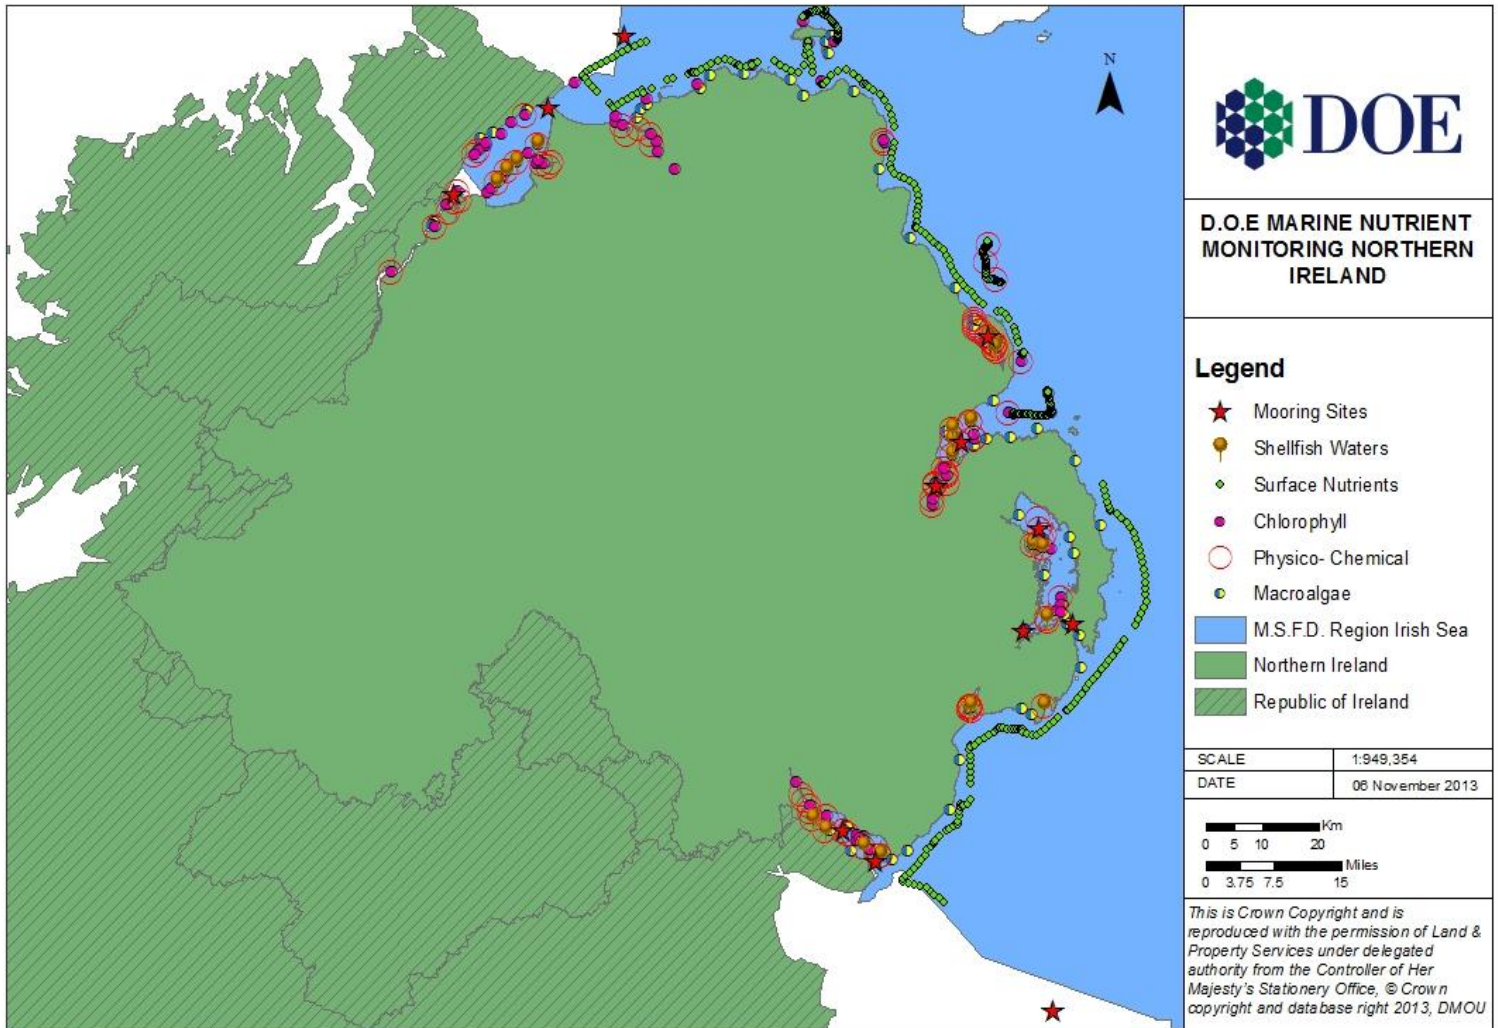 N
DOE
D.O.E MARINE NUTRIENT
MONITORING NORTHERN
IRELAND
Legend
Mooring Sites
Shellfish Waters
Surface Nutrients
Chlorophyll
Physico- Chemical
Macroalgae
M.S.F.D. Region Irish Sea
Northern Ireland
Republic of Ireland
SCALE 1:949,354
DATE 06 November 2013
Km
0 5 10 20
Miles
0 3.75 7.5 15
This is Crown Copyright and is
reproduced with the permission of Land &
Property Services under delegated
authority from the Controller of Her
Majesty's Stationery Office, © Crown
copyright and database right 2013, DMOU